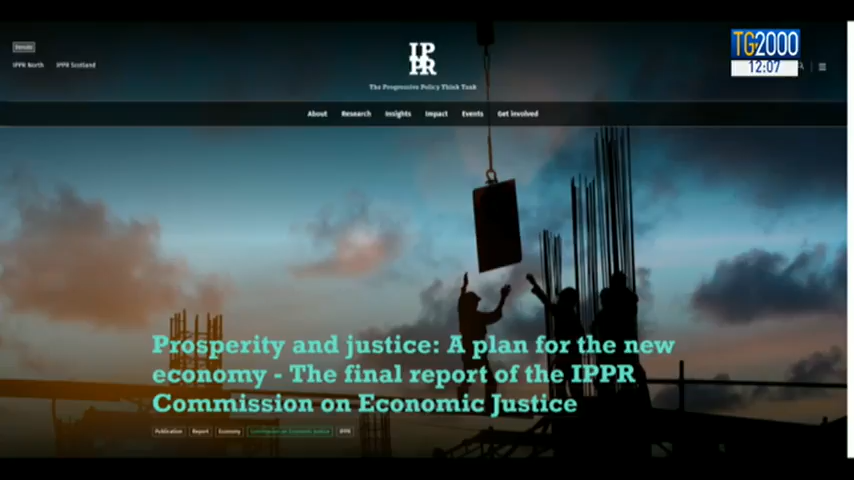 Donate
IPPR North
IPPR Scotland
IP
PR
The Progressive Policy Think Tank
TG2000
12:07
About
Research
Insights
Impact
Events
Get involved
Prosperity and justice: A plan for the new
economy - The final report of the IPPR
Commission on Economic Justice
Publication
Report
Economy
Commission on Economic Justice
IPPR